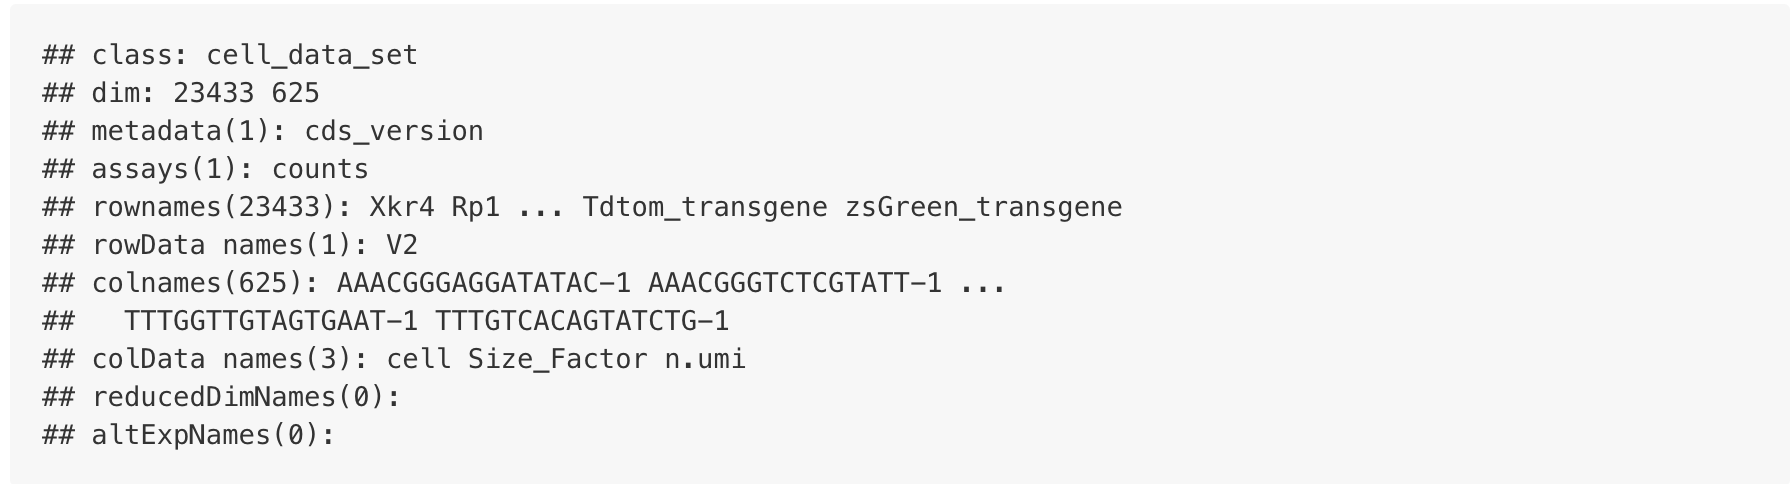 ## class: cell_data_set
## dim: 23433 625
## metadata(1): cds_version
## assays(1): counts
## rownames(23433): Xkr4 Rp1 ... Tdtom_transgene zsGreen_transgene
## rowData names(1): V2
## colnames(625): AAACGGGAGGATATAC-1 AAACGGGTCTCGTATT-1 ...
##   TTTGGTTGTAGTGAAT-1 TTTGTCACAGTATCTG-1
## colData names(3): cell Size_Factor n.umi
## reducedDimNames(0):
## altExpNames(0):